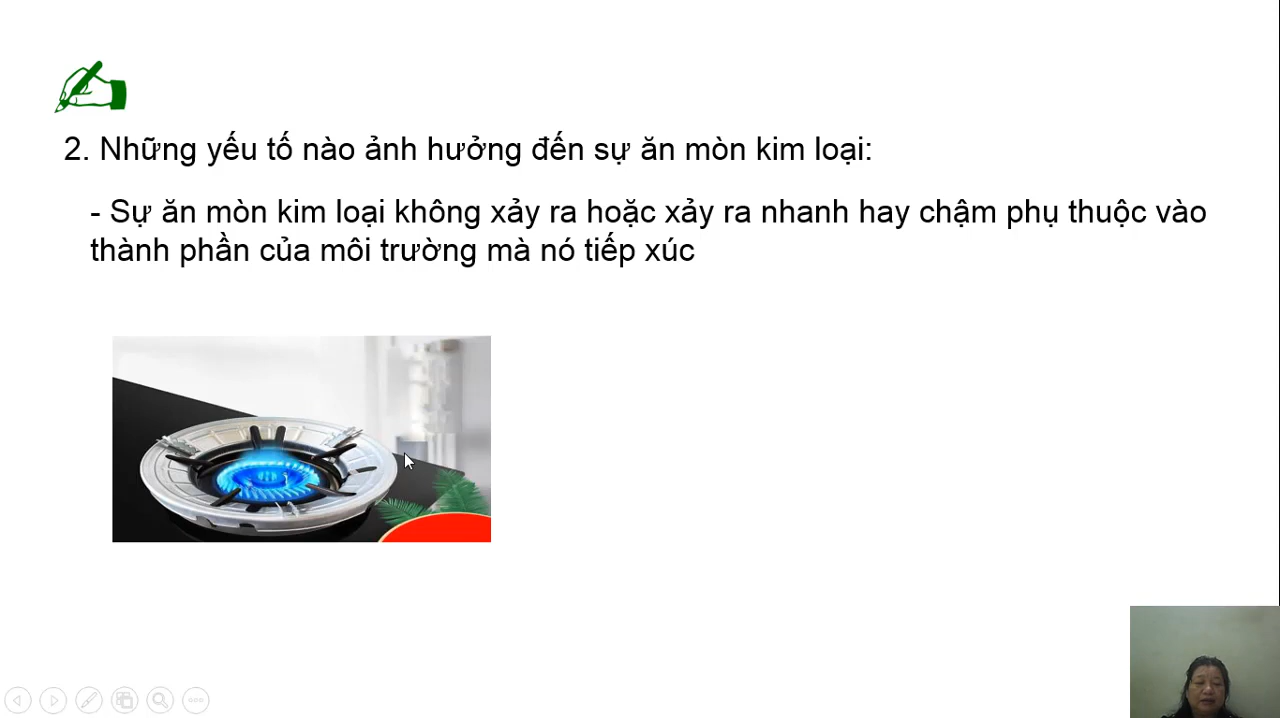 2. Những yếu tố nào ảnh hưởng đến sự ăn mòn kim loại:
- Sự ăn mòn kim loại không xảy ra hoặc xảy ra nhanh hay chậm phụ thuộc vào
thành phần của môi trường mà nó tiếp xúc